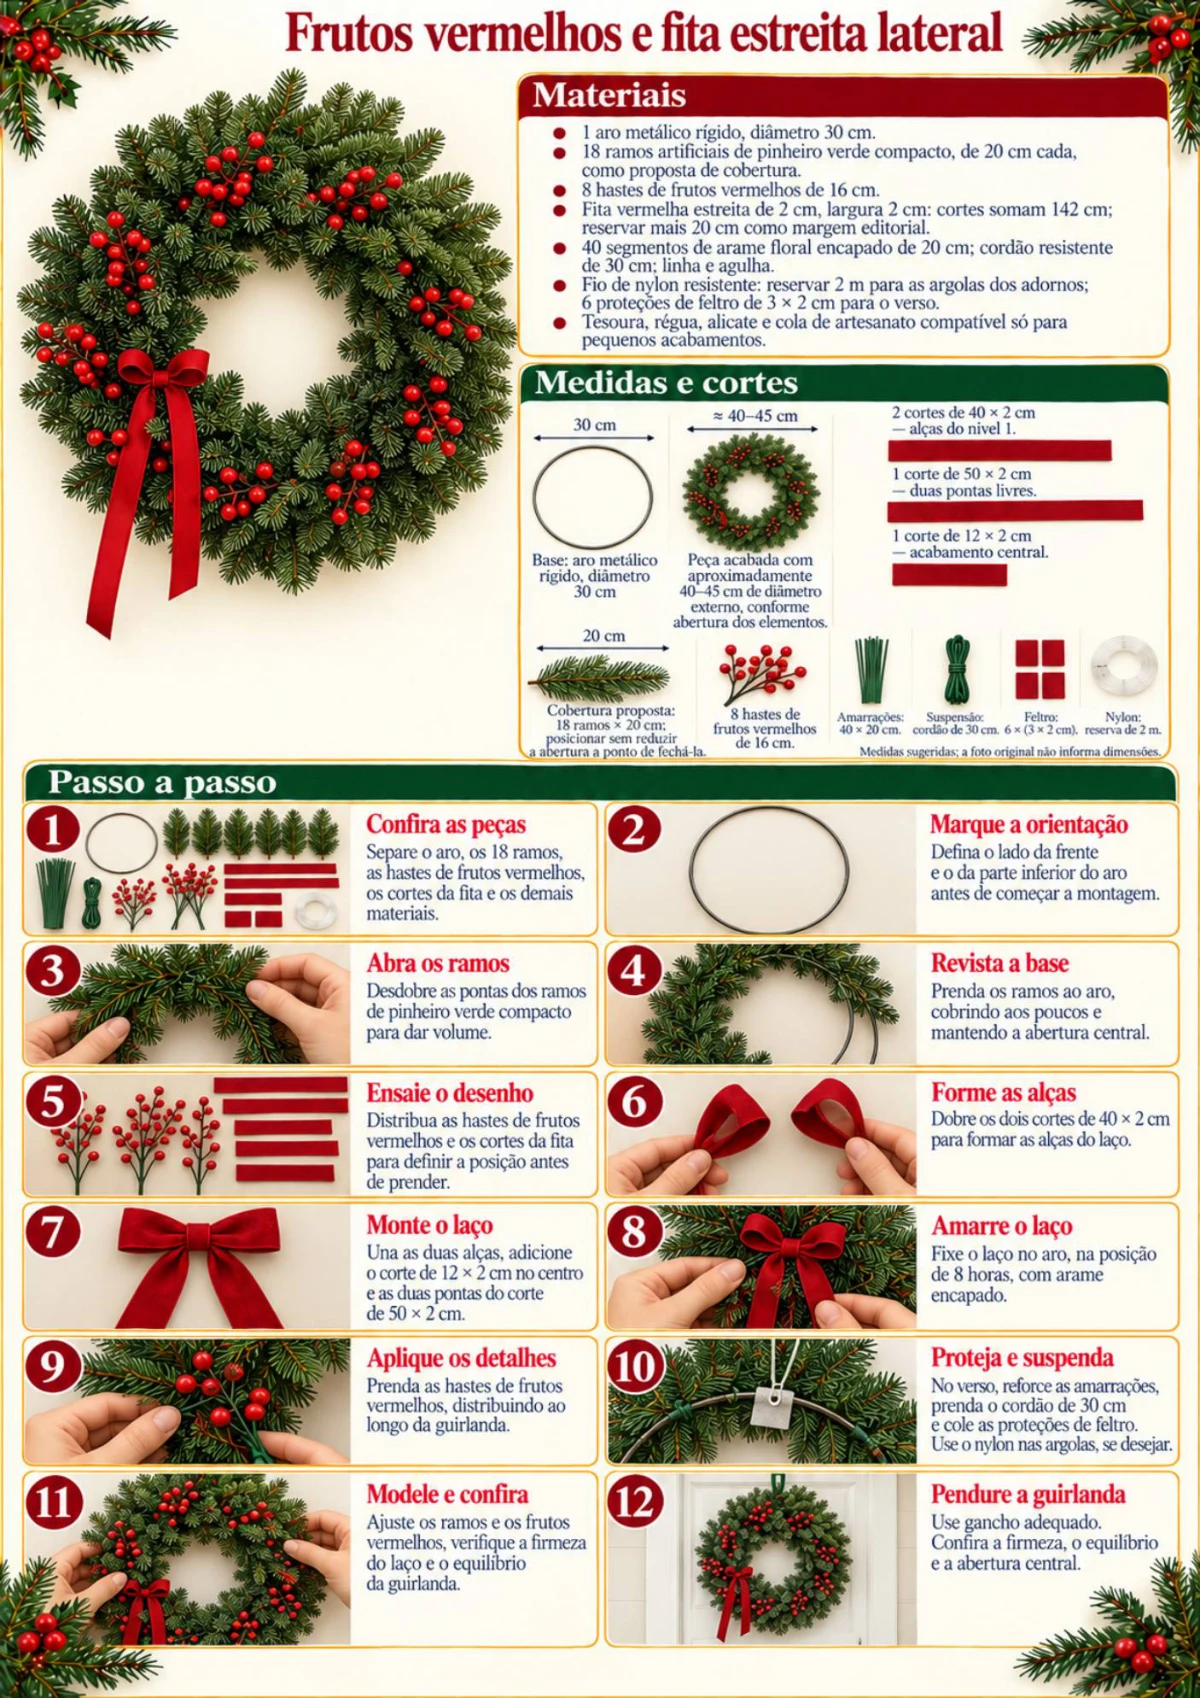 Frutos vermelhos e fita estreita lateral
Materiais
1 aro metálico rígido, diâmetro 30 cm.
18 ramos artificiais de pinheiro verde compacto, de 20 cm cada,
como proposta de cobertura.
8 hastes de frutos vermelhos de 16 cm.
Fita vermelha estreita de 2 cm, largura 2 cm: cortes somam 142 cm;
reservar mais 20 cm como margem editorial.
40 segmentos de arame floral encapado de 20 cm; cordão resistente
de 30 cm; linha e agulha.
Fio de nylon resistente: reservar 2 m para as argolas dos adornos;
6 proteções de feltro de 3 × 2 cm para o verso.
Tesoura, régua, alicate e cola de artesanato compatível só para
pequenos acabamentos.
Medidas e cortes
30 cm
Base: aro metálico
rígido, diâmetro
30 cm
≈ 40–45 cm
Peça acabada com
aproximadamente
40–45 cm de diâmetro
externo, conforme
abertura dos elementos.
2 cortes de 40 × 2 cm
— alças do nivel 1.
1 corte de 50 × 2 cm
— duas pontas livres.
1 corte de 12 × 2 cm
— acabamento central.
20 cm
Cobertura proposta:
18 ramos × 20 cm;
posicionar sem reduzir
a abertura a ponto de fechá-la.
8 hastes de
frutos vermelhos
de 16 cm.
Amarrações:
40 × 20 cm.
Suspensão:
cordão de 30 cm.
Feltro:
6 × (3 × 2 cm).
Nylon:
reserva de 2 m.
Medidas sugeridas; a foto original não informa dimensões.
Passo a passo
1
Confira as peças
Separe o aro, os 18 ramos,
as hastes de frutos vermelhos,
os cortes da fita e os demais
materiais.
2
Marque a orientação
Defina o lado da frente
e o da parte inferior do aro
antes de começar a montagem.
3
Abra os ramos
Desdobre as pontas dos ramos
de pinheiro verde compacto
para dar volume.
4
Revista a base
Prenda os ramos ao aro,
cobrindo aos poucos e
mantendo a abertura central.
5
Ensaie o desenho
Distribua as hastes de frutos
vermelhos e os cortes da fita
para definir a posição antes
de prender.
6
Forme as alças
Dobre os dois cortes de 40 × 2 cm
para formar as alças do laço.
7
Monte o laço
Una as duas alças, adicione
o corte de 12 × 2 cm no centro
e as duas pontas do corte
de 50 × 2 cm.
8
Amarre o laço
Fixe o laço no aro, na posição
de 8 horas, com arame
encapado.
9
Aplique os detalhes
Prenda as hastes de frutos
vermelhos, distribuindo ao
longo da guirlanda.
10
Proteja e suspenda
No verso, reforce as amarrações,
prenda o cordão de 30 cm
e cole as proteções de feltro.
Use o nylon nas argolas, se desejar.
11
Modele e confira
Ajuste os ramos e os frutos
vermelhos, verifique a firmeza
do laço e o equilíbrio
da guirlanda.
12
Pendure a guirlanda
Use gancho adequado.
Confira a firmeza, o equilíbrio
e a abertura central.